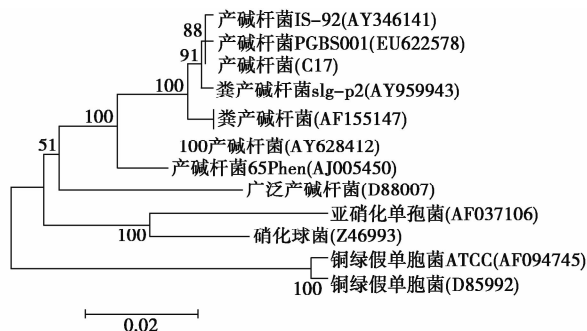 产碱杆菌IS-92(AY346141)
88
产碱杆菌PGBS001(EU622578)
91
产碱杆菌(C17)
100
粪产碱杆菌slg-p2(AY959943)
100
粪产碱杆菌(AF155147)
51
100产碱杆菌(AY628412)
产碱杆菌65Phen(AJ005450)
广泛产碱杆菌(D88007)
亚硝化单孢菌(AF037106)
100
硝化球菌(Z46993)
铜绿假单胞菌ATCC(AF094745)
100
铜绿假单胞菌(D85992)
0.02